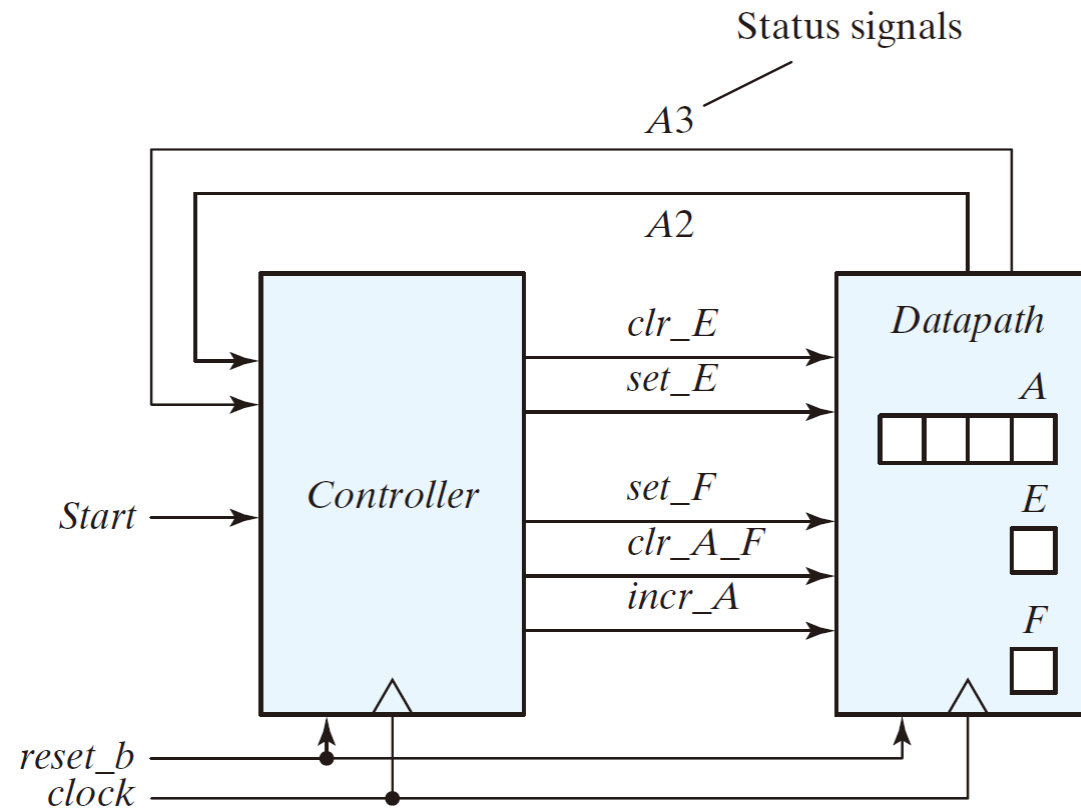 Status signals
A3
A2
clr_E
Datapath
set_E
A
Controller
set_F
E
Start
clr_A_F
incr_A
F
reset_b
clock